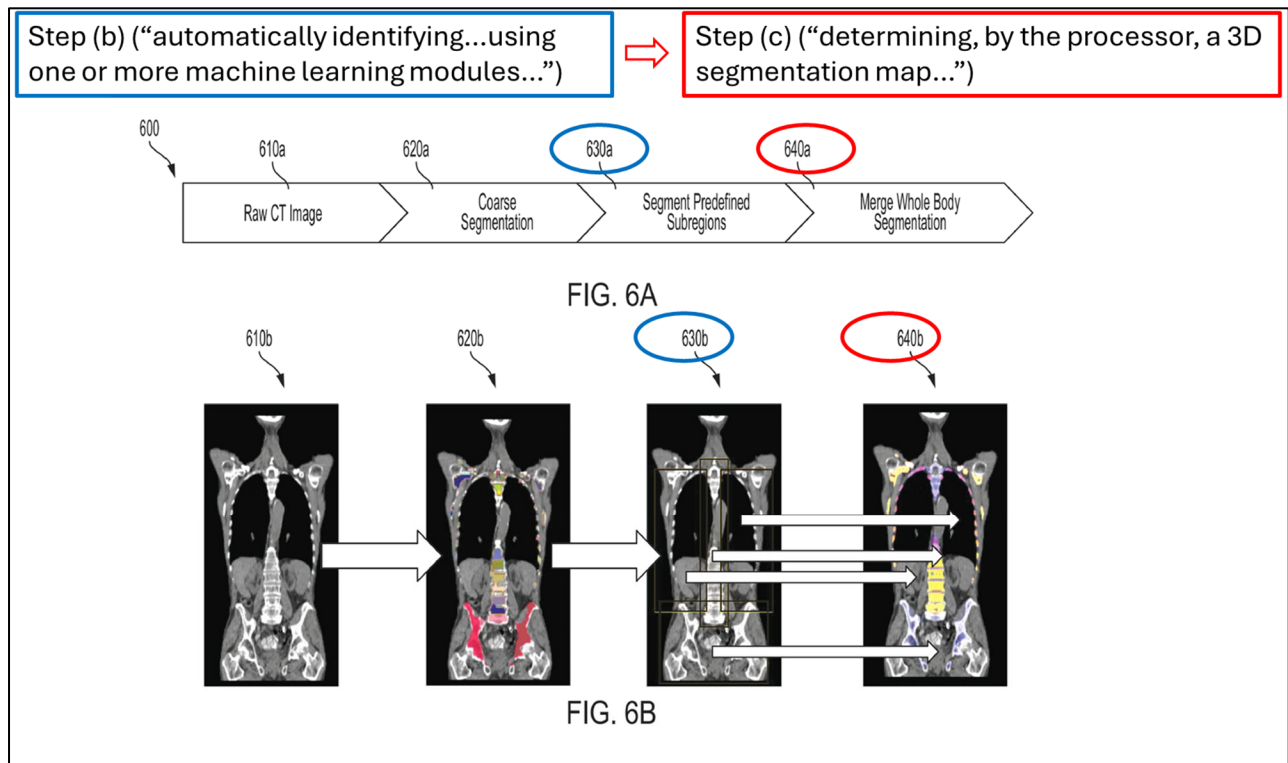 Step (b) (“automatically identifying...using
one or more machine learning modules...”)
Step (c) (“determining, by the processor, a 3D
segmentation map...”)
600
610a
620a
630a
640a
Raw CT Image
Coarse
Segmentation
Segment Predefined
Subregions
Merge Whole Body
Segmentation
FIG. 6A
610b
620b
630b
640b
FIG. 6B